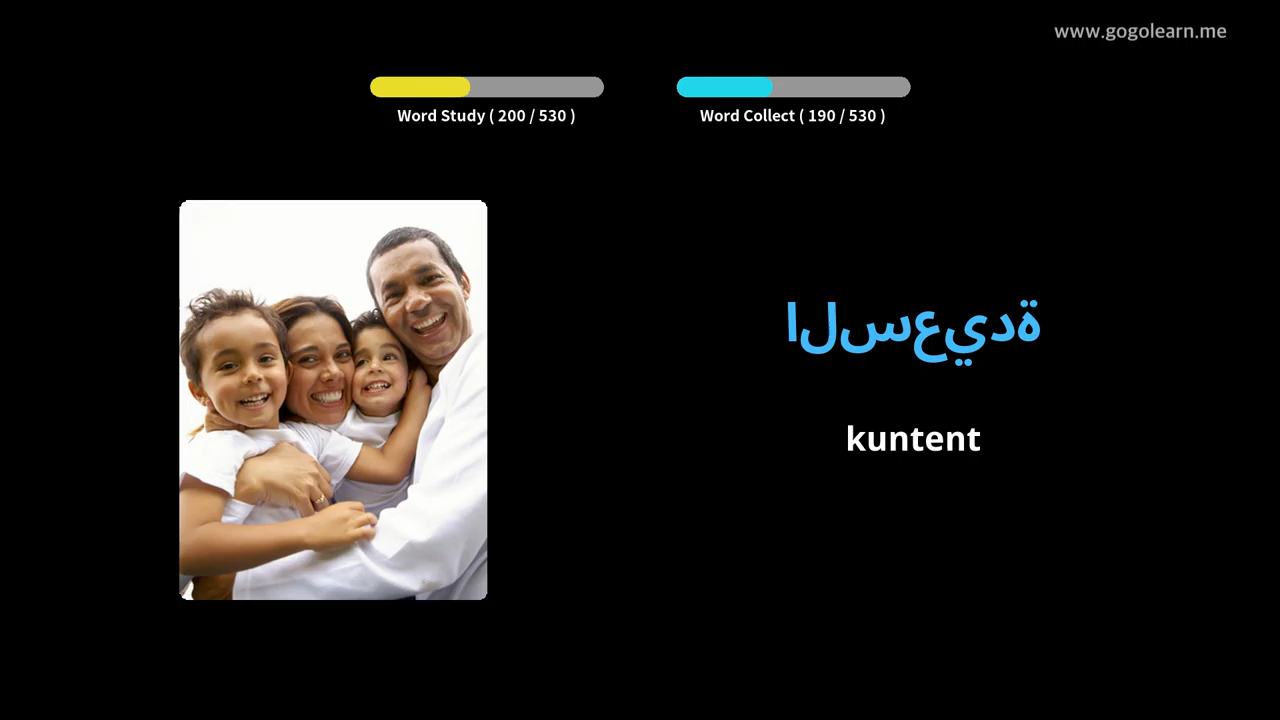 www.gogolearn.me
Word Study ( 200 / 530 )
Word Collect ( 190 / 530 )
السعيدة
kuntent